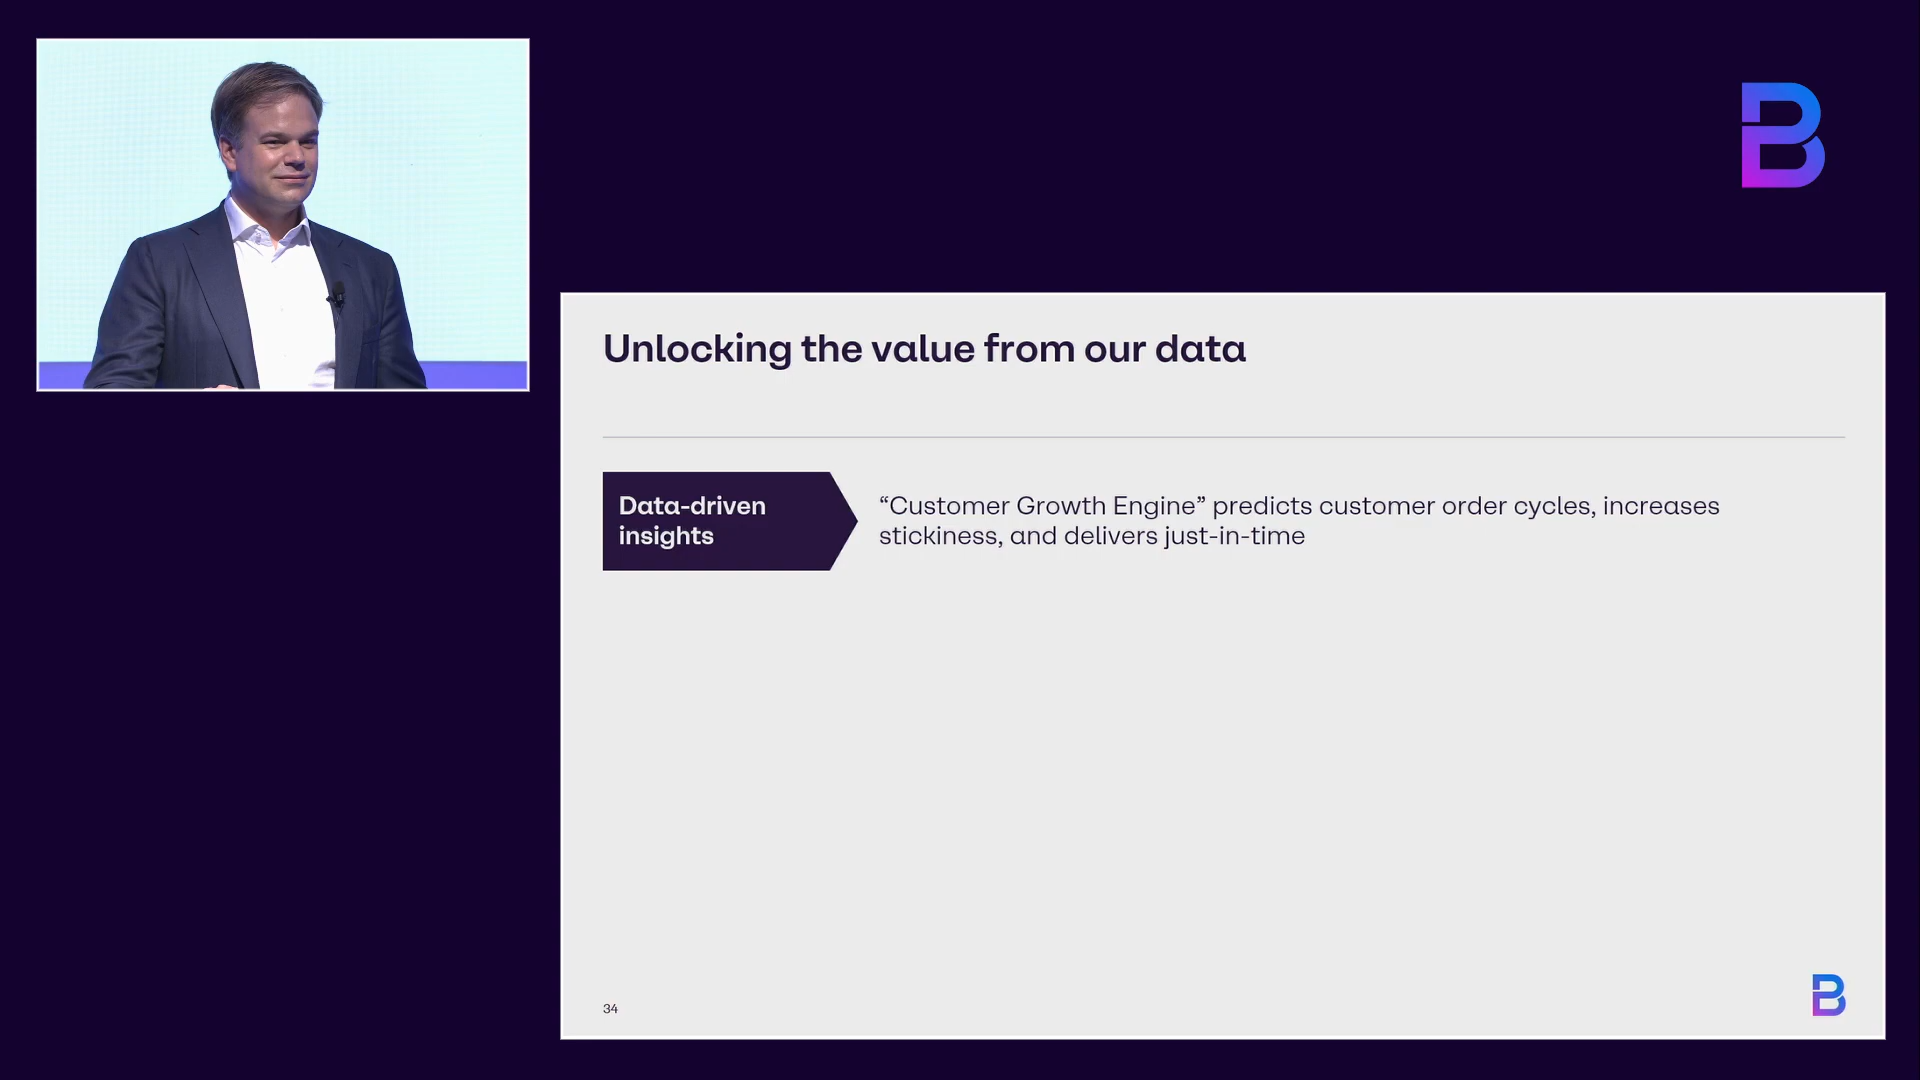 Unlocking the value from our data
Data-driven
insights
“Customer Growth Engine” predicts customer order cycles, increases
stickiness, and delivers just-in-time
34